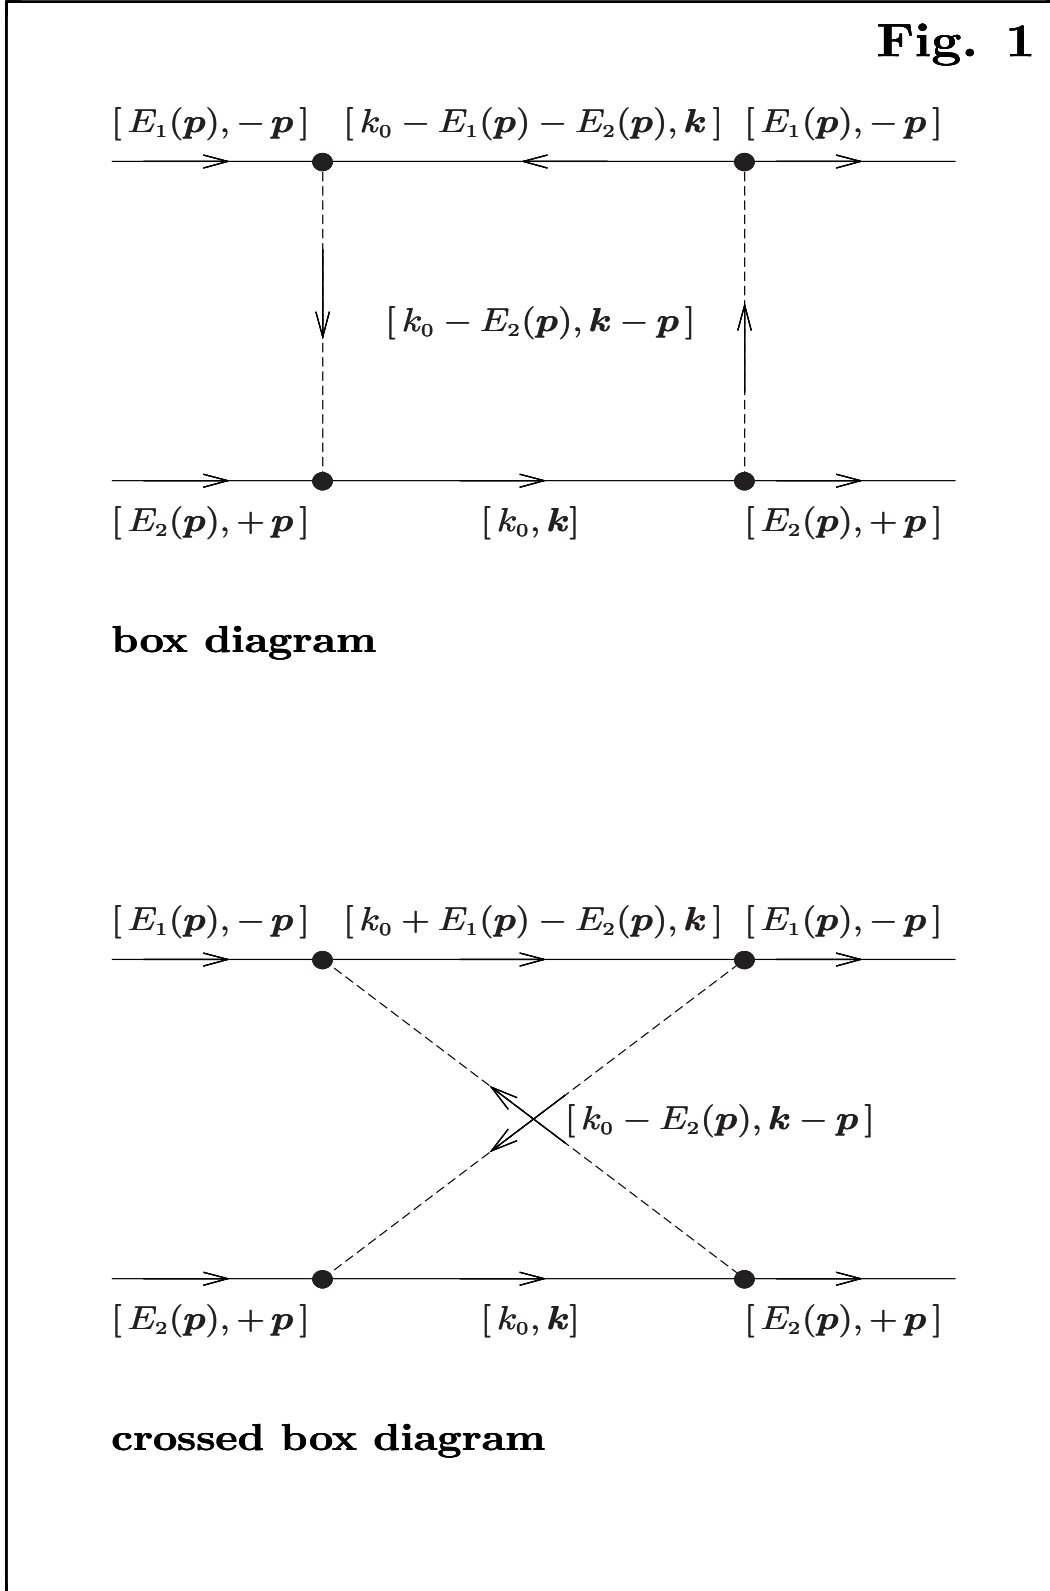 Fig. 1
[ E₁(p), − p ] [ k₀ − E₁(p) − E₂(p), k ] [ E₁(p), − p ]
[ k₀ − E₂(p), k − p ]
[ E₂(p), + p ] [ k₀, k ] [ E₂(p), + p ]
box diagram
[ E₁(p), − p ] [ k₀ + E₁(p) − E₂(p), k ] [ E₁(p), − p ]
[ k₀ − E₂(p), k − p ]
[ E₂(p), + p ] [ k₀, k ] [ E₂(p), + p ]
crossed box diagram